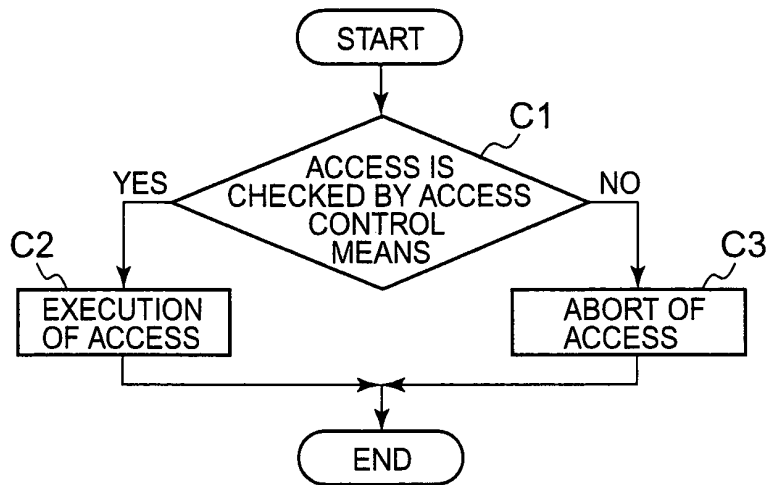 START
C1
ACCESS IS
CHECKED BY ACCESS
CONTROL
MEANS
YES
NO
C2
C3
EXECUTION
OF ACCESS
ABORT OF
ACCESS
END